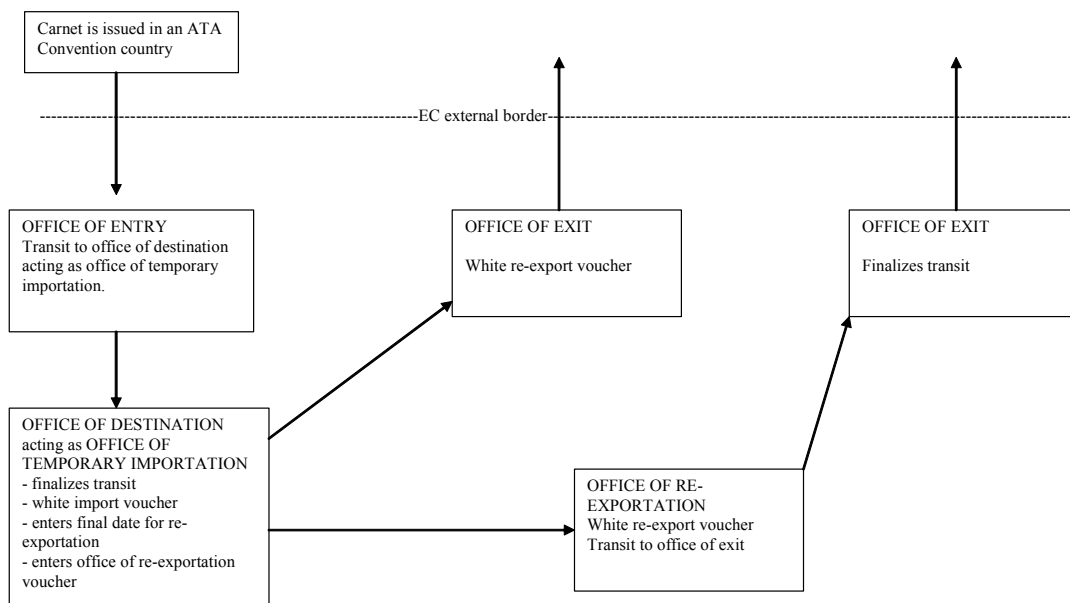 Carnet is issued in an ATA
Convention country
EC external border
OFFICE OF ENTRY
Transit to office of destination
acting as office of temporary
importation.
OFFICE OF EXIT
White re-export voucher
OFFICE OF EXIT
Finalizes transit
OFFICE OF DESTINATION
acting as OFFICE OF
TEMPORARY IMPORTATION
- finalizes transit
- white import voucher
- enters final date for re-
exportation
- enters office of re-exportation
voucher
OFFICE OF RE-
EXPORTATION
White re-export voucher
Transit to office of exit